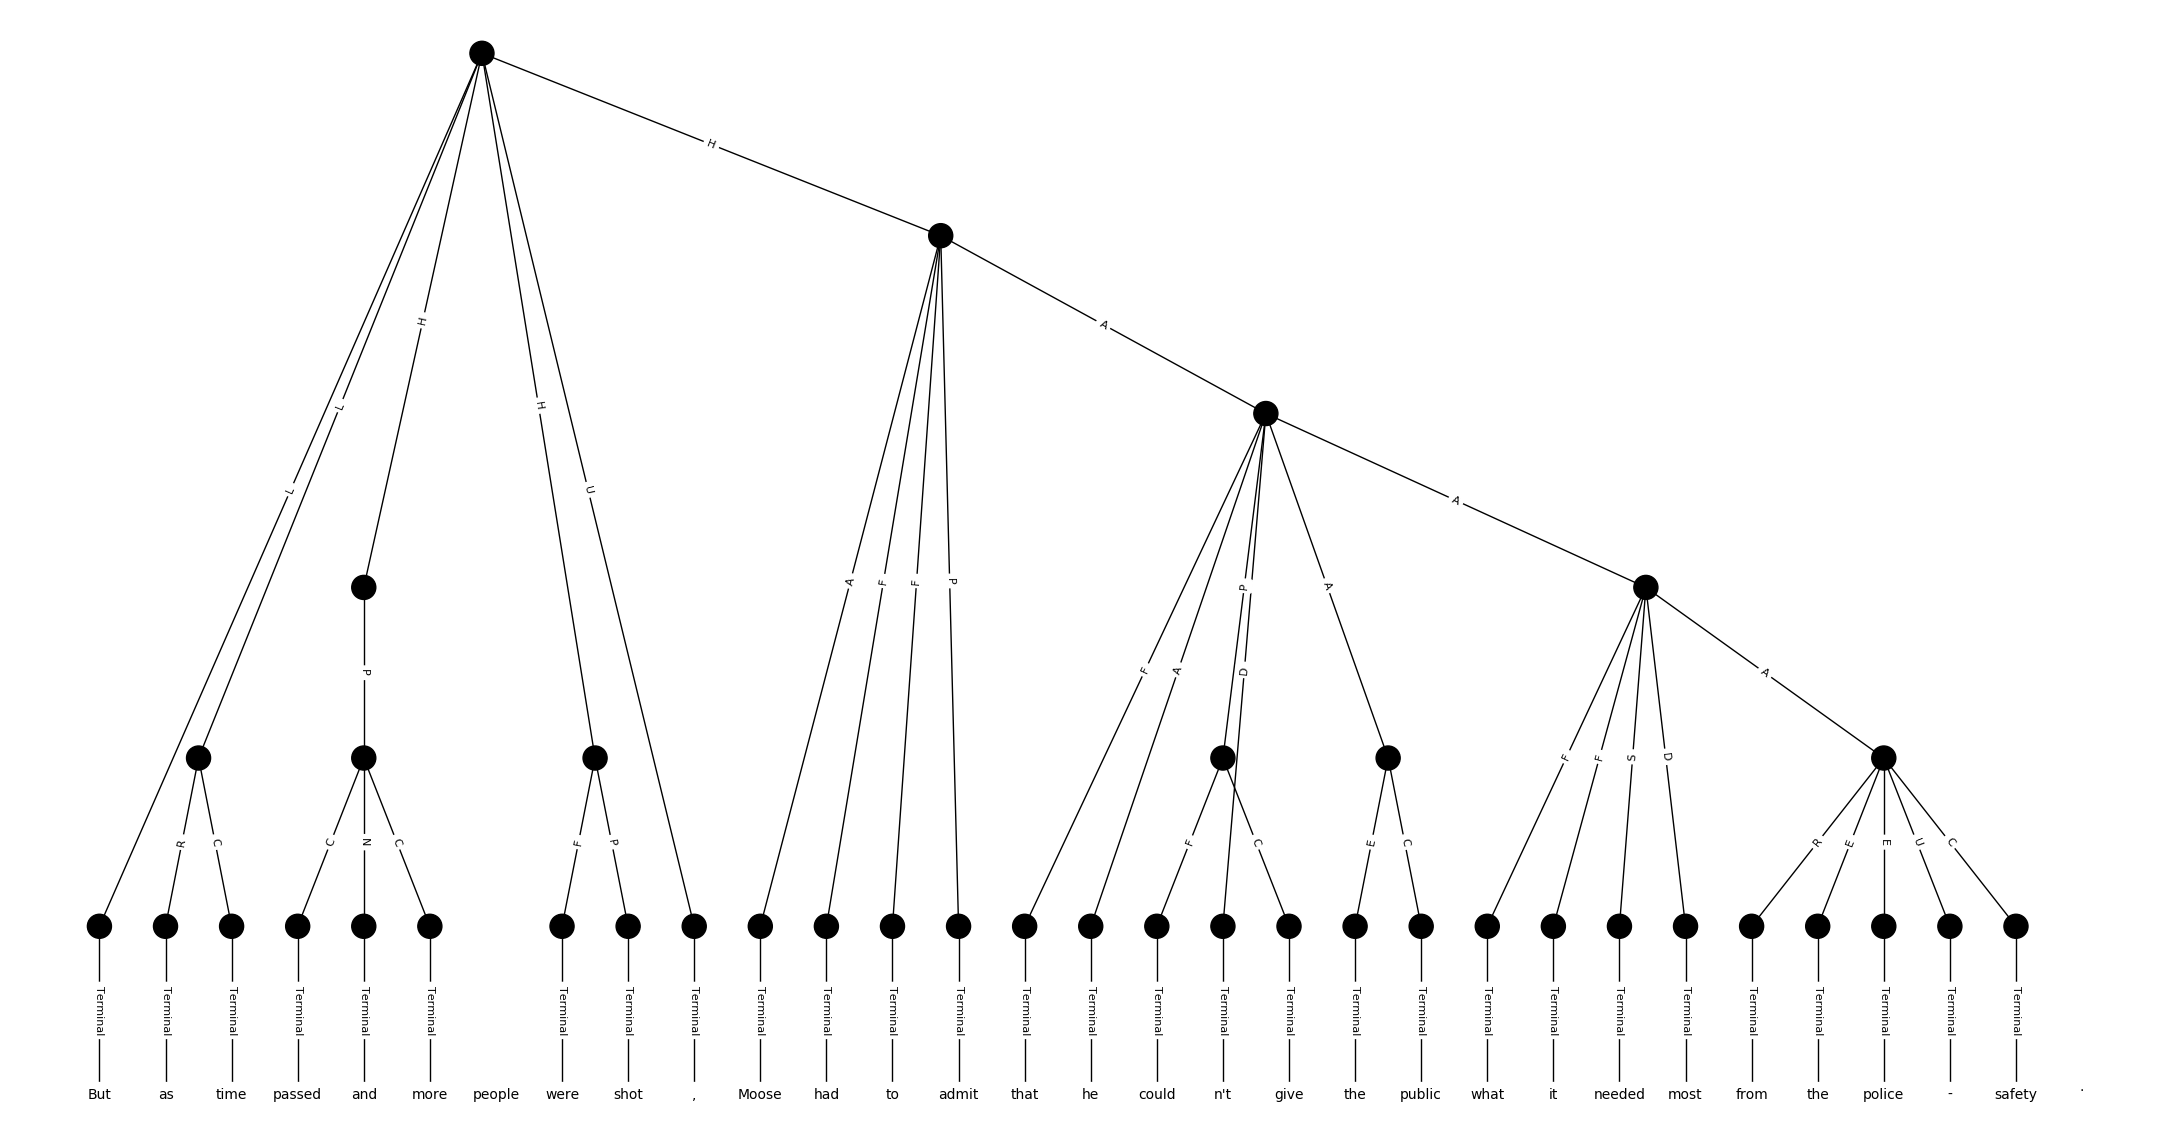 H
A
H
A
L
H
L
U
A
F
F
P
P
A
F
A
D
P
A
F
F
S
D
R
C
C
N
C
F
P
F
C
E
C
R
E
E
U
C
Terminal Terminal Terminal Terminal Terminal Terminal Terminal Terminal Terminal Terminal Terminal Terminal Terminal Terminal Terminal Terminal Terminal Terminal Terminal Terminal Terminal Terminal Terminal Terminal Terminal Terminal Terminal Terminal Terminal
But as time passed and more people were shot , Moose had to admit that he could n't give the public what it needed most from the police - safety .